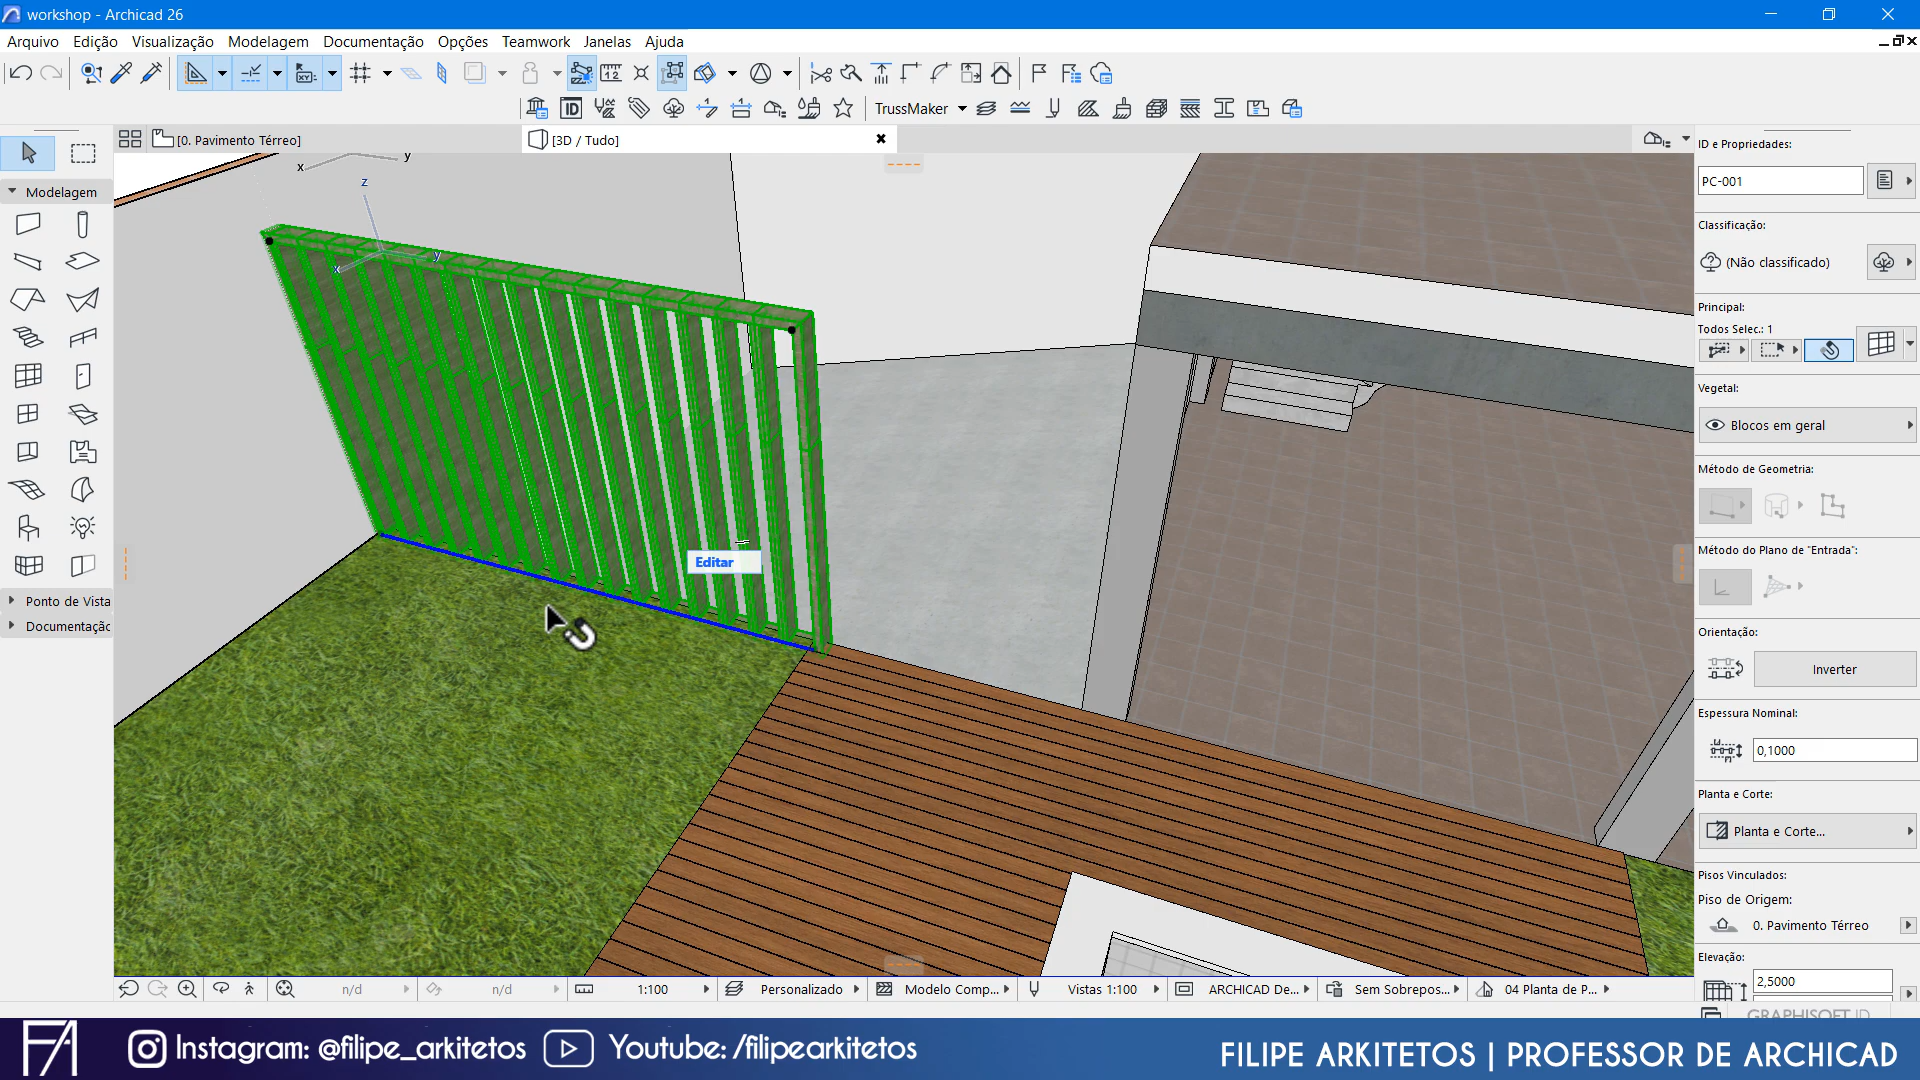 workshop - Archicad 26
Arquivo Edição Visualização Modelagem Documentação Opções Teamwork Janelas Ajuda
TrussMaker
[0. Pavimento Térreo]
[3D / Tudo]
Modelagem
Ponto de Vista
Documentação
x
y
z
x
y
Editar
ID e Propriedades:
PC-001
Classificação:
(Não classificado)
Principal:
Todos Selec.: 1
Vegetal:
Blocos em geral
Método de Geometria:
Método do Plano de "Entrada":
Orientação:
Inverter
Espessura Nominal:
0,1000
Planta e Corte:
Planta e Corte...
Pisos Vinculados:
Piso de Origem:
0. Pavimento Térreo
Elevação:
2,5000
n/d
n/d
1:100
Personalizado
Modelo Comp...
Vistas 1:100
ARCHICAD De...
Sem Sobrepos...
04 Planta de P...
GRAPHISOFT ID
FA
Instagram: @filipe_arkitetos
Youtube: /filipearkitetos
FILIPE ARKITETOS | PROFESSOR DE ARCHICAD